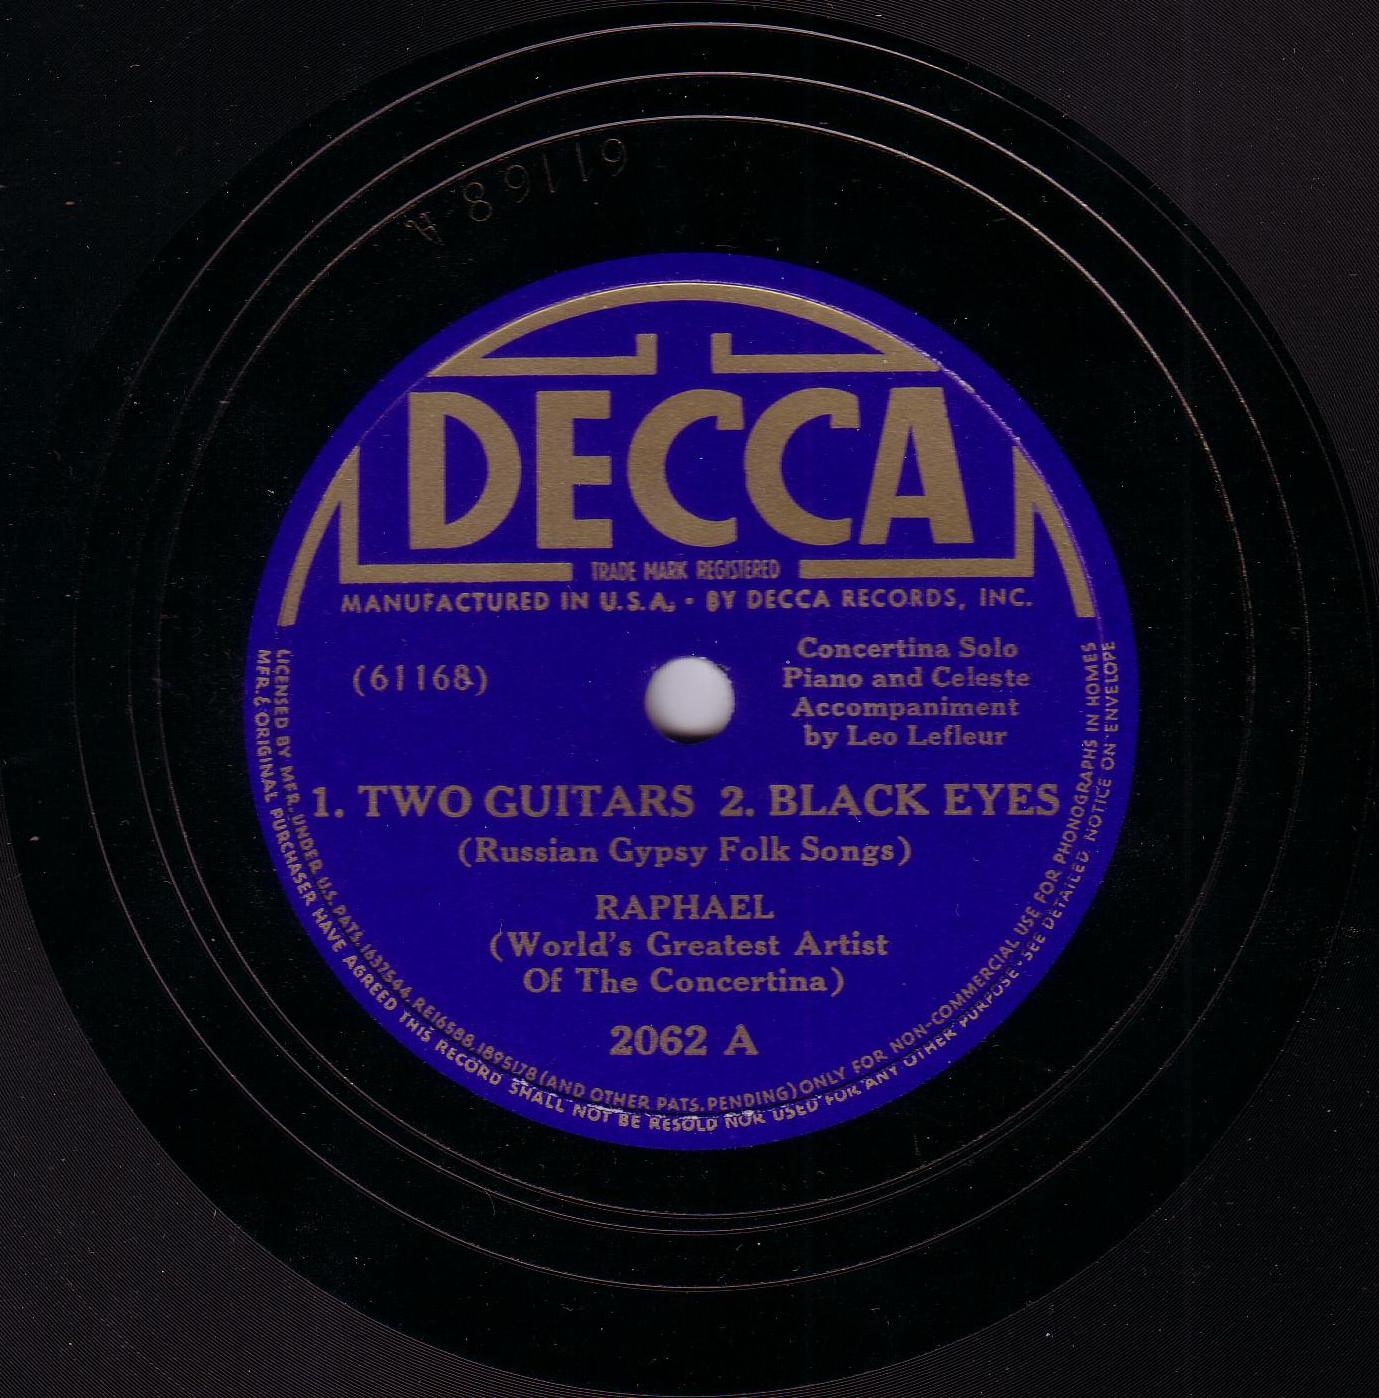 61168 A
DECCA
TRADE MARK REGISTERED
MANUFACTURED IN U.S.A. • BY DECCA RECORDS, INC.
(61168)
Concertina Solo
Piano and Celeste
Accompaniment
by Leo Lefleur
1. TWO GUITARS 2. BLACK EYES
(Russian Gypsy Folk Songs)
RAPHAEL
(World's Greatest Artist
Of The Concertina)
2062 A
LICENSED BY MFR. UNDER U.S. PATS. 1637544, RE16588, 1895178 (AND OTHER PATS. PENDING) ONLY FOR NON-COMMERCIAL USE FOR PHONOGRAPHS IN HOMES
MFR. & ORIGINAL PURCHASER HAVE AGREED THIS RECORD SHALL NOT BE RESOLD NOR USED FOR ANY OTHER PURPOSE. SEE DETAILED NOTICE ON ENVELOPE